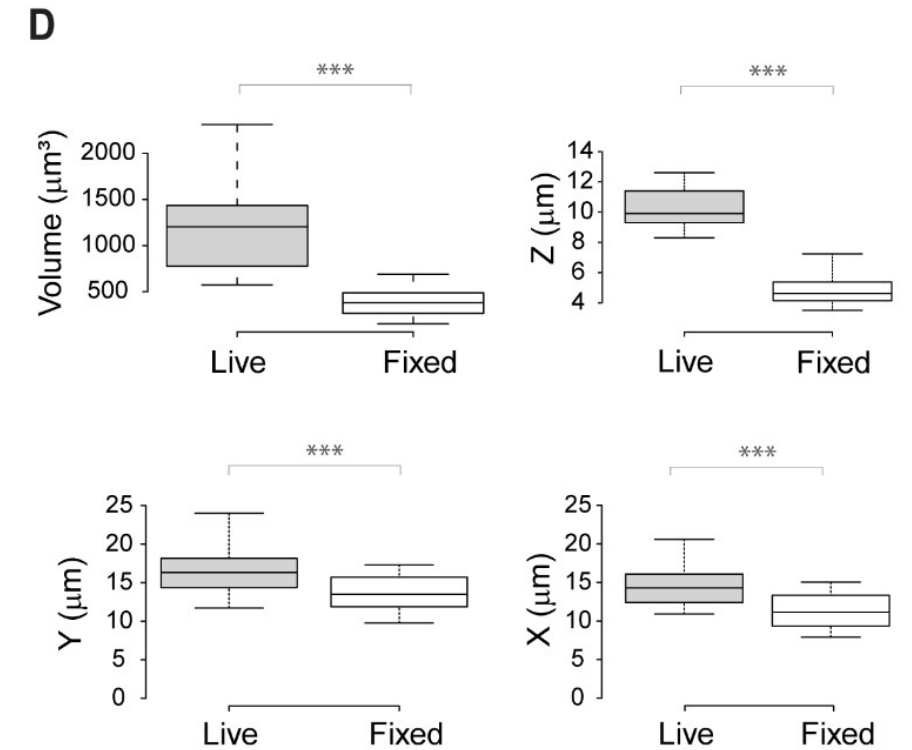 D
***
Volume (μm³)
2000
1500
1000
500
Live Fixed
***
Z (μm)
14
12
10
8
6
4
Live Fixed
***
Y (μm)
25
20
15
10
5
0
Live Fixed
***
X (μm)
25
20
15
10
5
0
Live Fixed